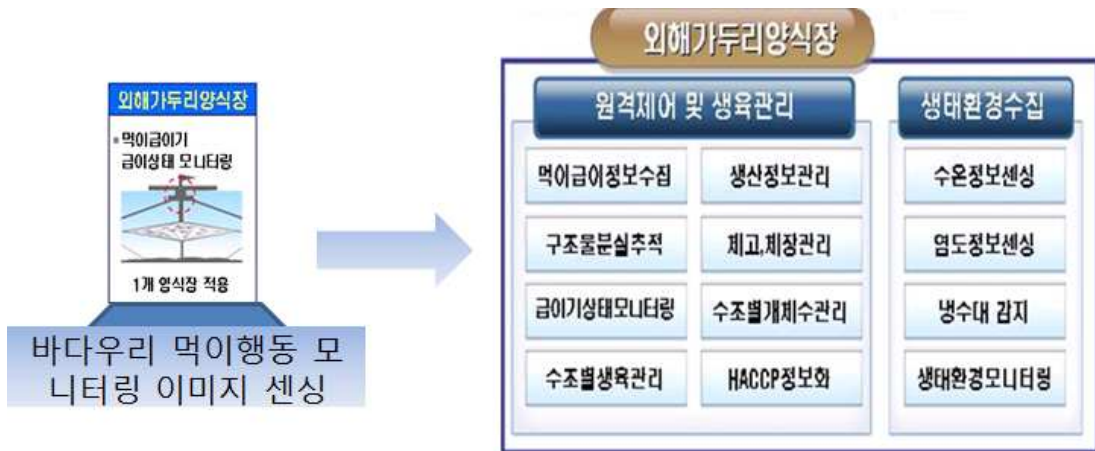 외해가두리양식장
먹이급이기
급이상태 모니터링
1개 양식장 적용
바다우리 먹이행동 모
니터링 이미지 센싱
외해가두리양식장
원격제어 및 생육관리
먹이급이정보수집
생산정보관리
구조물분실추적
체고,체장관리
급이기상태모니터링
수조별개체수관리
수조별생육관리
HACCP정보화
생태환경수집
수온정보센싱
염도정보센싱
냉수대 감지
생태환경모니터링